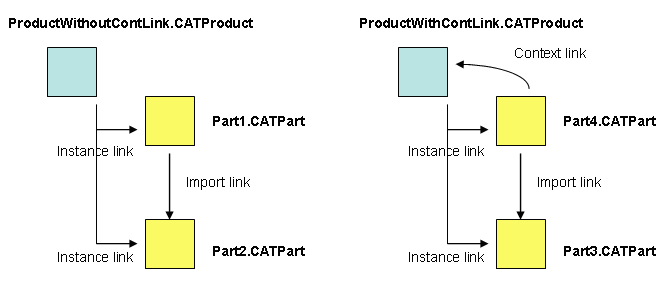 ProductWithoutContLink.CATProduct
Part1.CATPart
Instance link
Import link
Part2.CATPart
Instance link
ProductWithContLink.CATProduct
Context link
Part4.CATPart
Instance link
Import link
Part3.CATPart
Instance link